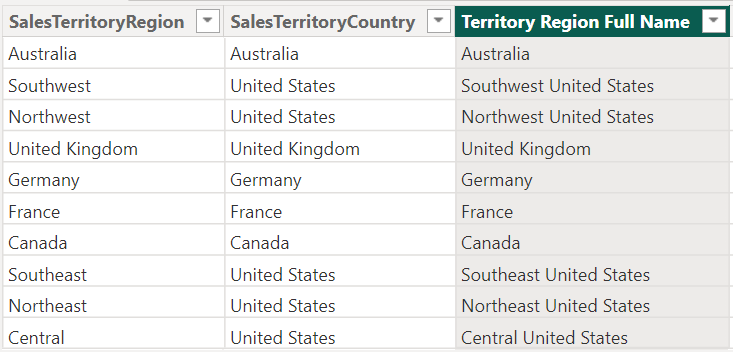 SalesTerritoryRegion SalesTerritoryCountry Territory Region Full Name
Australia Australia Australia
Southwest United States Southwest United States
Northwest United States Northwest United States
United Kingdom United Kingdom United Kingdom
Germany Germany Germany
France France France
Canada Canada Canada
Southeast United States Southeast United States
Northeast United States Northeast United States
Central United States Central United States